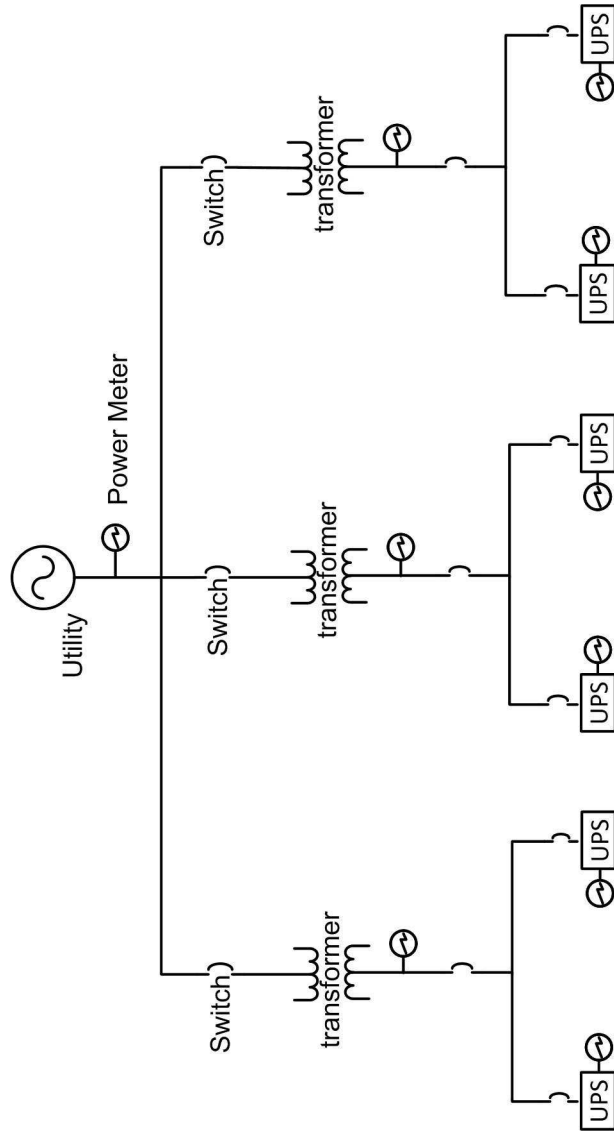 Utility
Power Meter
Switch
Switch
Switch
transformer
transformer
transformer
UPS
UPS
UPS
UPS
UPS
UPS